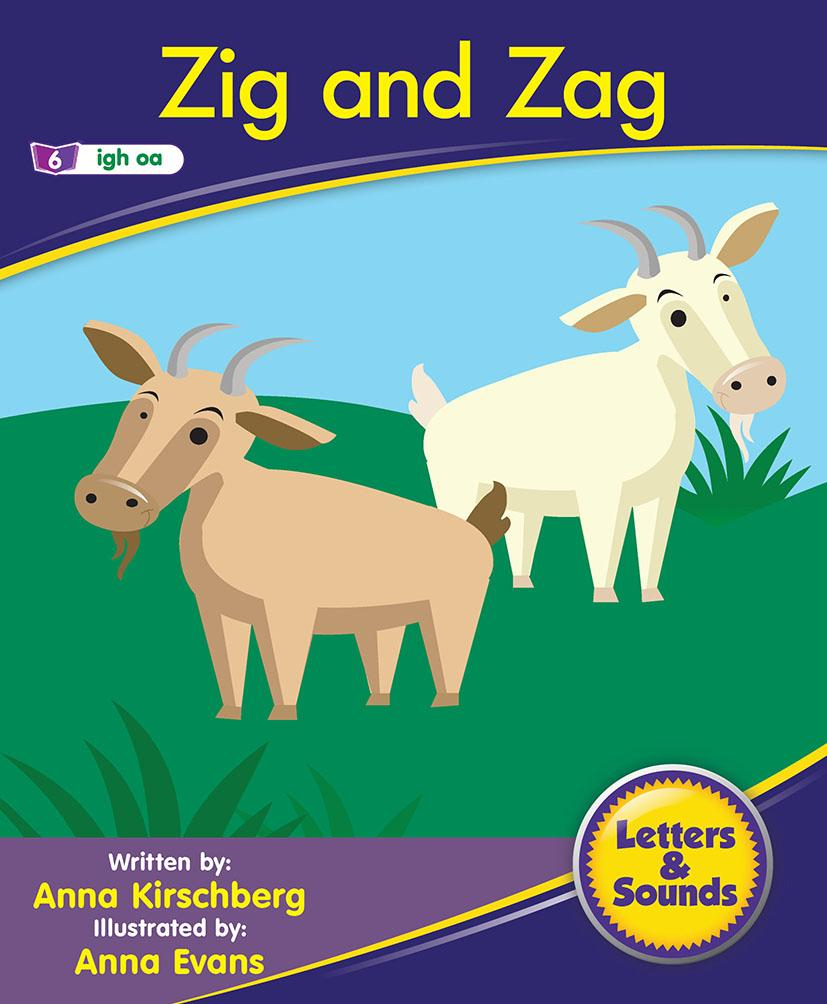 Zig and Zag
6 igh oa
Written by:
Anna Kirschberg
Illustrated by:
Anna Evans
Letters
&
Sounds